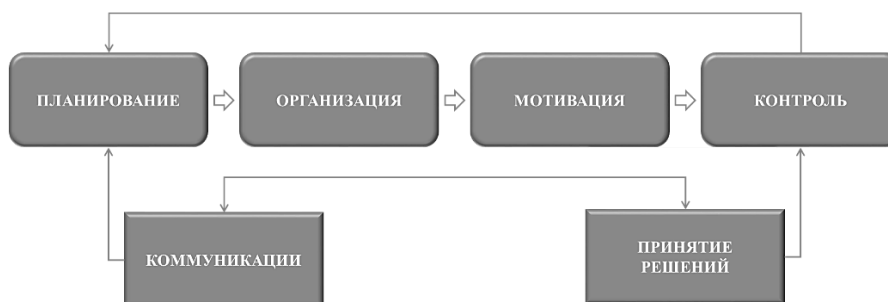 ПЛАНИРОВАНИЕ
ОРГАНИЗАЦИЯ
МОТИВАЦИЯ
КОНТРОЛЬ
КОММУНИКАЦИИ
ПРИНЯТИЕ
РЕШЕНИЙ